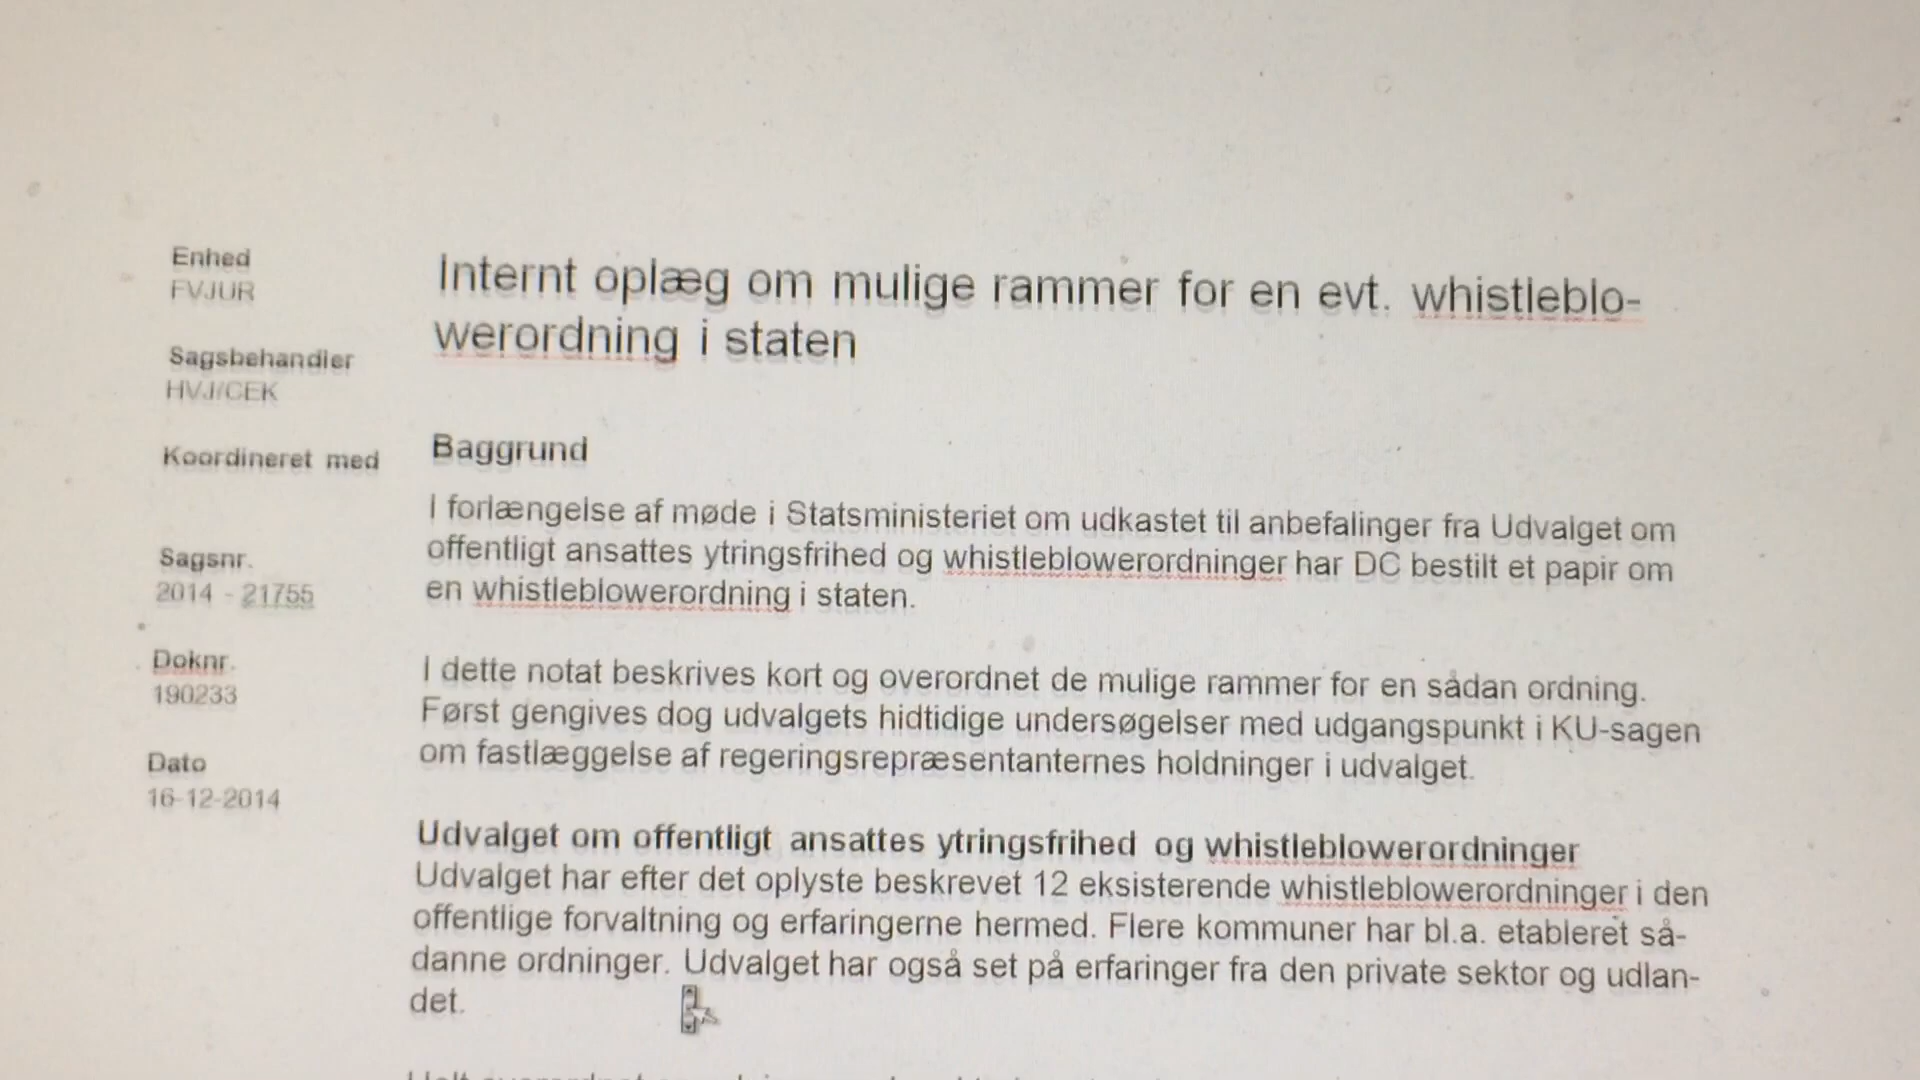 Enhed
FVJUR
Sagsbehandler
HVJ/CEK
Koordineret med
Sagsnr.
2014 - 21755
Doknr.
190233
Dato
16-12-2014
Internt oplæg om mulige rammer for en evt. whistleblo-
werordning i staten
Baggrund
I forlængelse af møde i Statsministeriet om udkastet til anbefalinger fra Udvalget om
offentligt ansattes ytringsfrihed og whistleblowerordninger har DC bestilt et papir om
en whistleblowerordning i staten.
I dette notat beskrives kort og overordnet de mulige rammer for en sådan ordning.
Først gengives dog udvalgets hidtidige undersøgelser med udgangspunkt i KU-sagen
om fastlæggelse af regeringsrepræsentanternes holdninger i udvalget.
Udvalget om offentligt ansattes ytringsfrihed og whistleblowerordninger
Udvalget har efter det oplyste beskrevet 12 eksisterende whistleblowerordninger i den
offentlige forvaltning og erfaringerne hermed. Flere kommuner har bl.a. etableret så-
danne ordninger. Udvalget har også set på erfaringer fra den private sektor og udlan-
det.